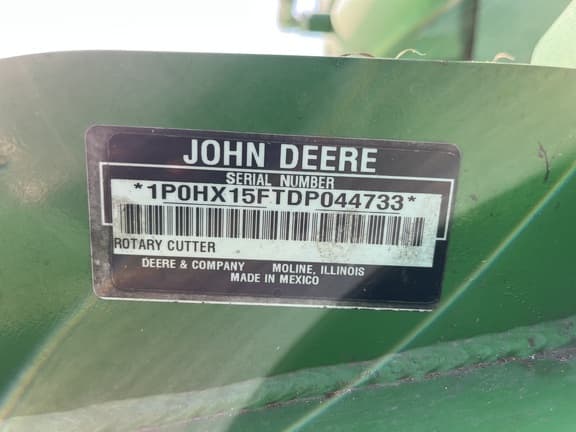 JOHN DEERE
SERIAL NUMBER
*1P0HX15FTDP044733*
ROTARY CUTTER
DEERE & COMPANY MOLINE, ILLINOIS
MADE IN MEXICO